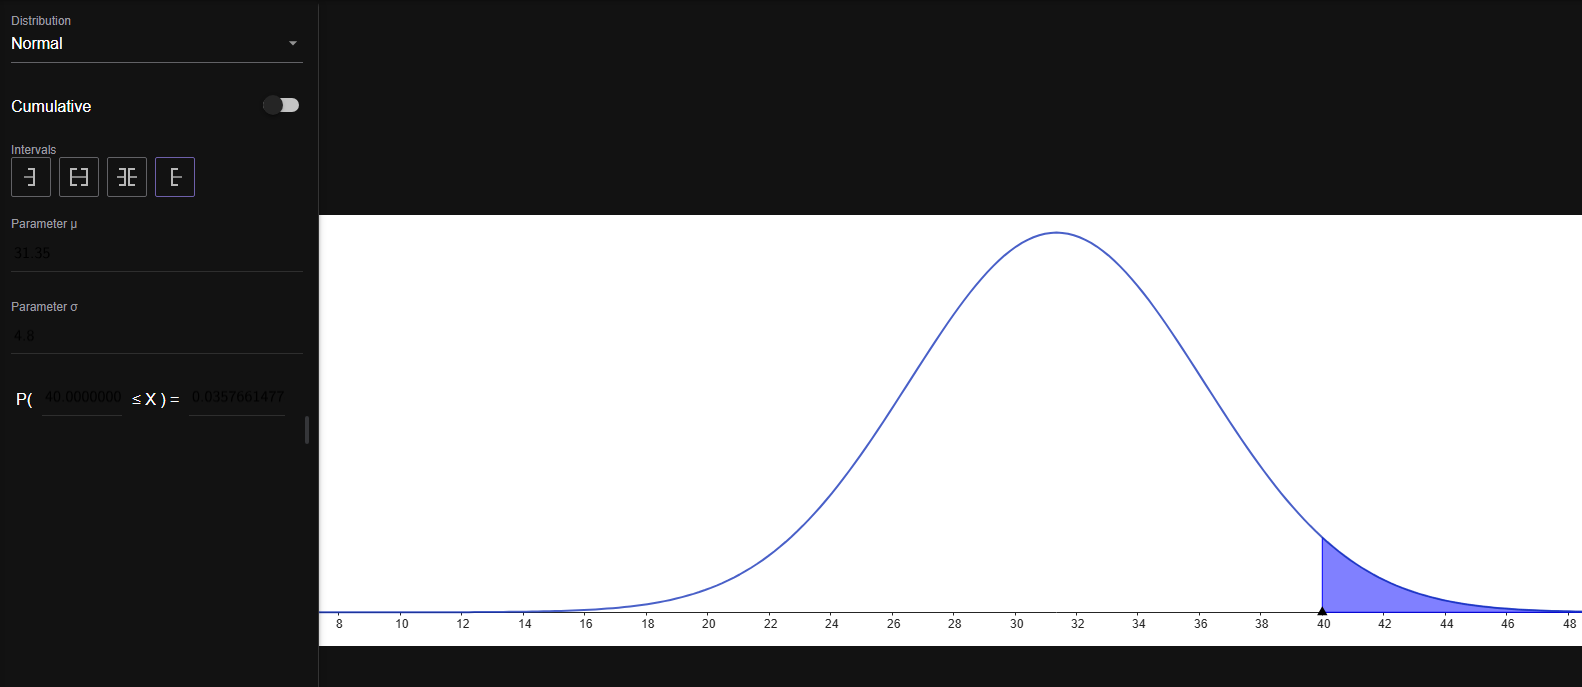 Distribution
Normal
Cumulative
Intervals
Parameter μ
31.35
Parameter σ
4.8
P( 40.0000000 ≤ X ) = 0.0357661477
8 10 12 14 16 18 20 22 24 26 28 30 32 34 36 38 40 42 44 46 48